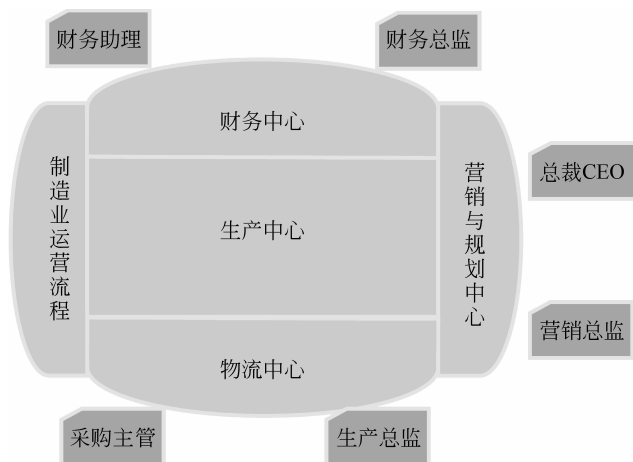 财务助理
财务总监
财务中心
制造业运营流程
营销与规划中心
总裁CEO
生产中心
营销总监
物流中心
采购主管
生产总监